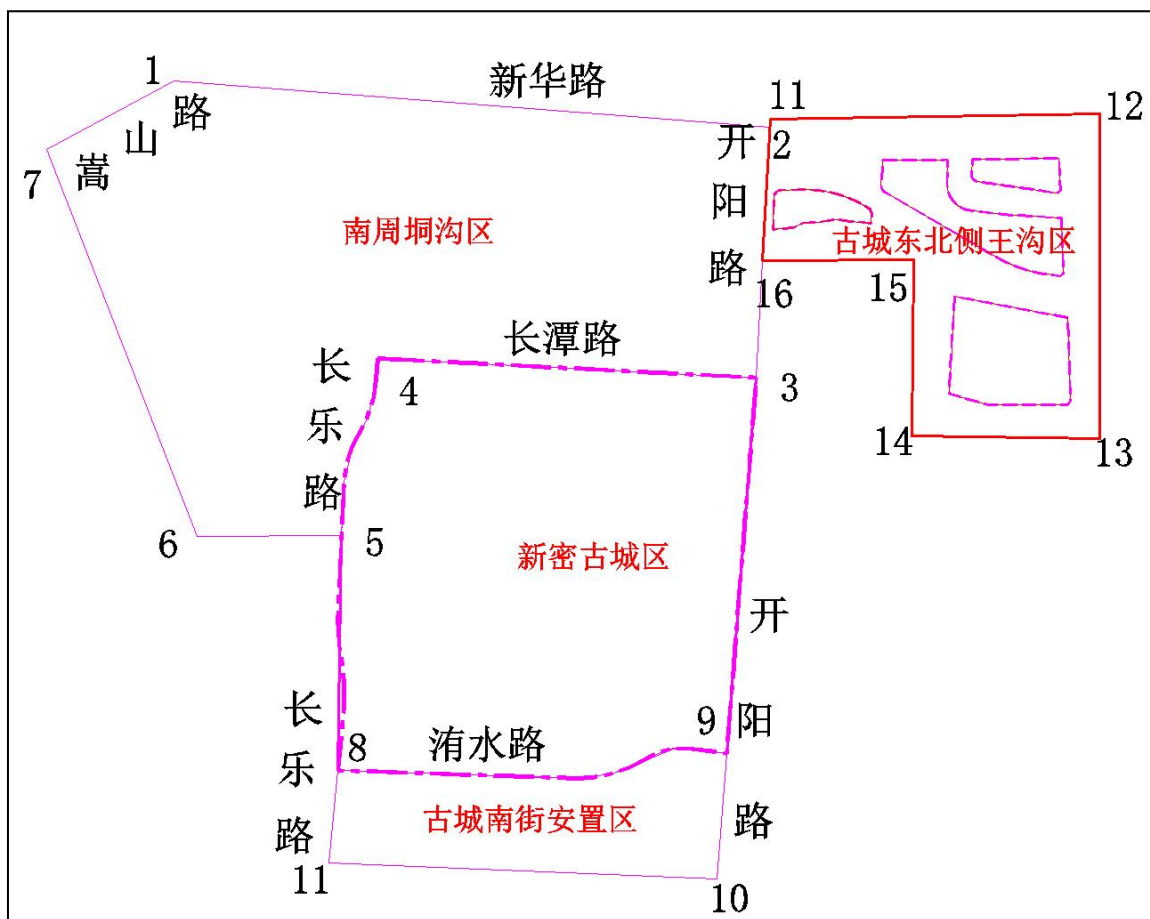 1
新华路
11
12
路
山
嵩
7
开
2
阳
路
南周垌沟区
古城东北侧王沟区
16
15
长潭路
长
乐
路
4
3
14
13
6
5
新密古城区
开
阳
路
9
长
乐
路
8
洧水路
古城南街安置区
11
10